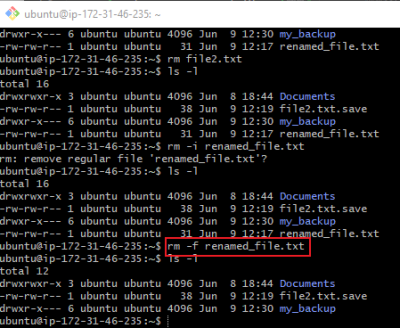 ubuntu@ip-172-31-46-235: ~
drwxr-x--- 6 ubuntu ubuntu 4096 Jun  9 12:30 my_backup
-rw-rw-r-- 1 ubuntu ubuntu   31 Jun  9 12:17 renamed_file.txt
ubuntu@ip-172-31-46-235:~$ rm file2.txt
ubuntu@ip-172-31-46-235:~$ ls -l
total 16
drwxrwxr-x 3 ubuntu ubuntu 4096 Jun  8 18:44 Documents
-rw-rw-r-- 1 ubuntu ubuntu   38 Jun  9 12:19 file2.txt.save
drwxr-x--- 6 ubuntu ubuntu 4096 Jun  9 12:30 my_backup
-rw-rw-r-- 1 ubuntu ubuntu   31 Jun  9 12:17 renamed_file.txt
ubuntu@ip-172-31-46-235:~$ rm -i renamed_file.txt
rm: remove regular file 'renamed_file.txt'?
ubuntu@ip-172-31-46-235:~$ ls -l
total 16
drwxrwxr-x 3 ubuntu ubuntu 4096 Jun  8 18:44 Documents
-rw-rw-r-- 1 ubuntu ubuntu   38 Jun  9 12:19 file2.txt.save
drwxr-x--- 6 ubuntu ubuntu 4096 Jun  9 12:30 my_backup
-rw-rw-r-- 1 ubuntu ubuntu   31 Jun  9 12:17 renamed_file.txt
ubuntu@ip-172-31-46-235:~$ rm -f renamed_file.txt
ubuntu@ip-172-31-46-235:~$ ls -l
total 12
drwxrwxr-x 3 ubuntu ubuntu 4096 Jun  8 18:44 Documents
-rw-rw-r-- 1 ubuntu ubuntu   38 Jun  9 12:19 file2.txt.save
drwxr-x--- 6 ubuntu ubuntu 4096 Jun  9 12:30 my_backup
ubuntu@ip-172-31-46-235:~$